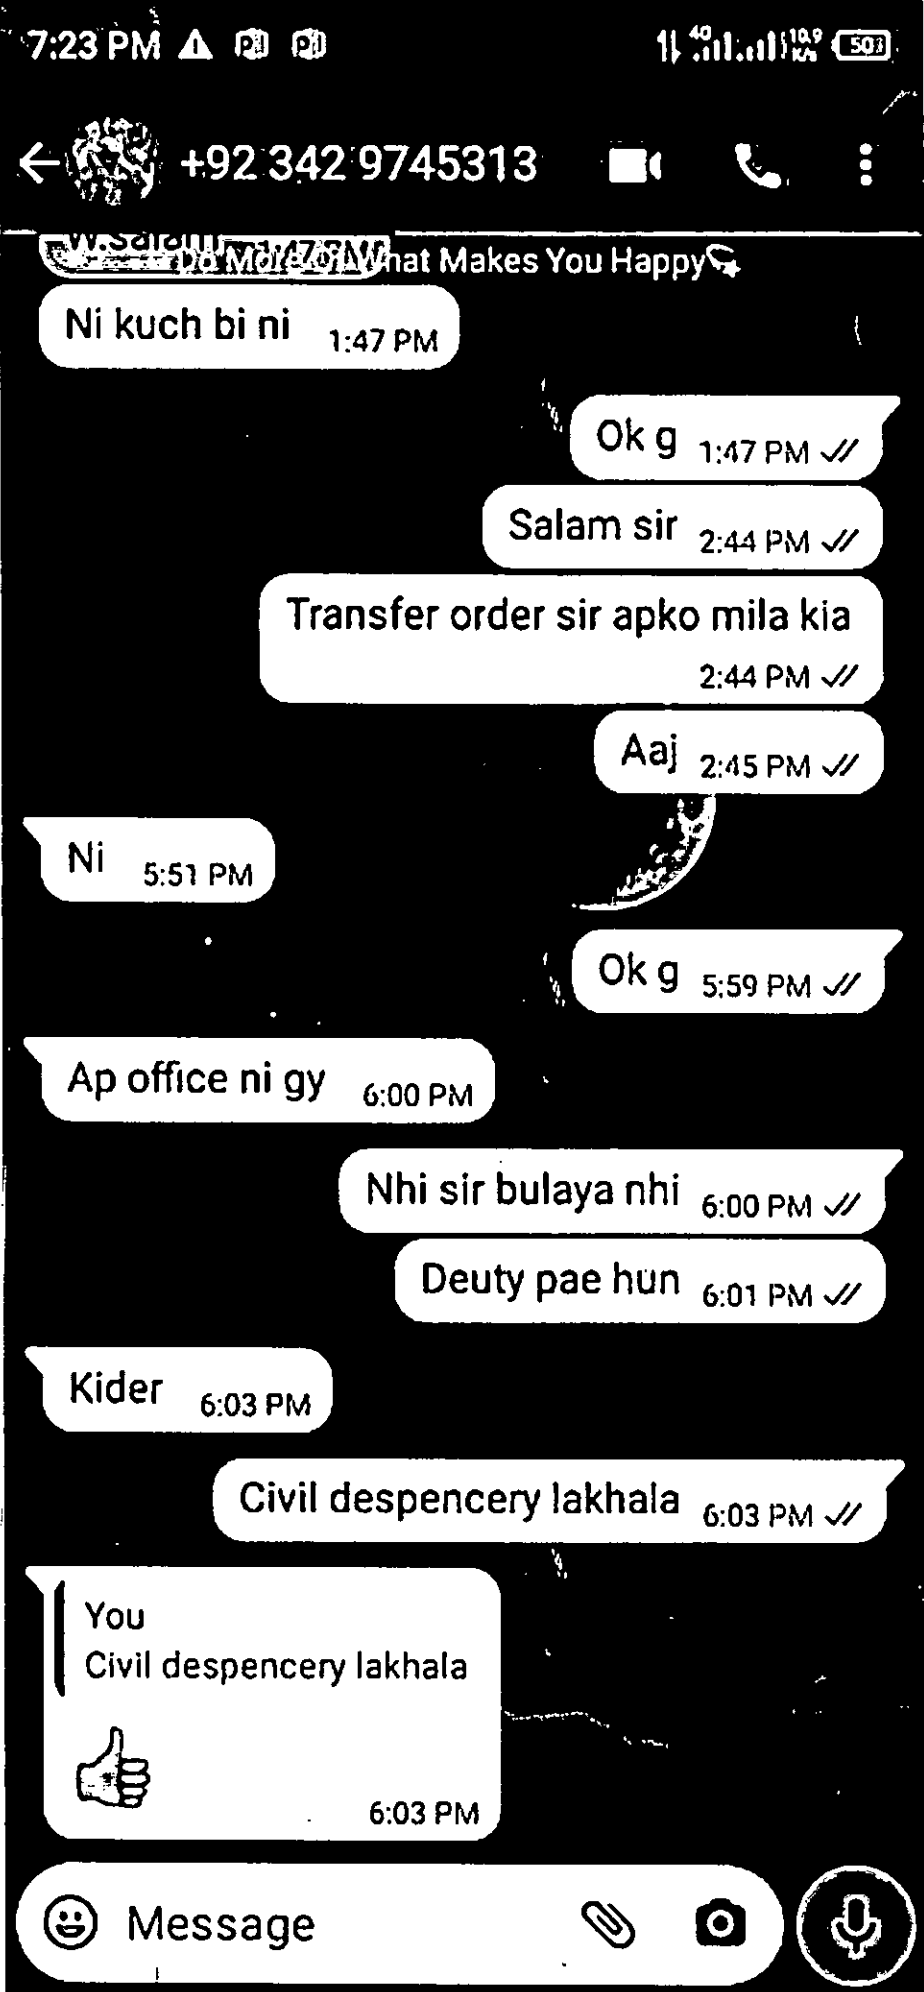 7:23 PM
+92 342 9745313
W.salam 1:47 PM
Do More Of What Makes You Happy
Ni kuch bi ni 1:47 PM
Ok g 1:47 PM
Salam sir 2:44 PM
Transfer order sir apko mila kia
2:44 PM
Aaj 2:45 PM
Ni 5:51 PM
Ok g 5:59 PM
Ap office ni gy 6:00 PM
Nhi sir bulaya nhi 6:00 PM
Deuty pae hun 6:01 PM
Kider 6:03 PM
Civil despencery lakhala 6:03 PM
You
Civil despencery lakhala
6:03 PM
Message